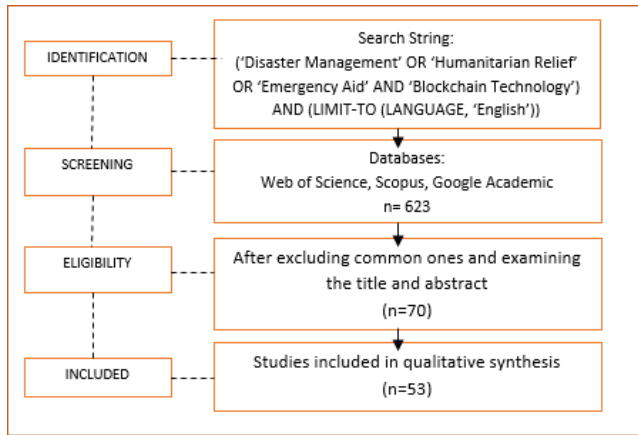 IDENTIFICATION
Search String:
(‘Disaster Management’ OR ‘Humanitarian Relief’
OR ‘Emergency Aid’ AND ‘Blockchain Technology’)
AND (LIMIT-TO (LANGUAGE, ‘English’))
SCREENING
Databases:
Web of Science, Scopus, Google Academic
n= 623
ELIGIBILITY
After excluding common ones and examining
the title and abstract
(n=70)
INCLUDED
Studies included in qualitative synthesis
(n=53)